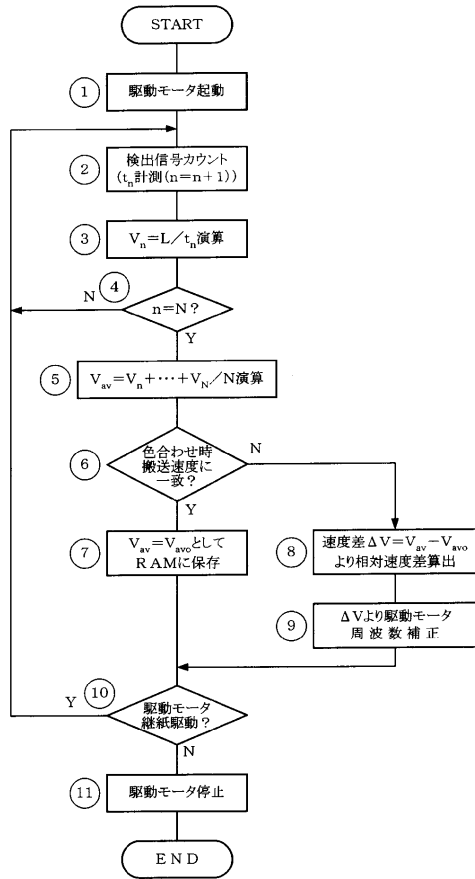 START
① 駆動モータ起動
② 検出信号カウント
(tn計測(n=n+1))
③ Vn=L/tn演算
④ n=N?
N
Y
⑤ Vav=Vn+…+VN/N演算
⑥ 色合わせ時
搬送速度に
一致?
N
Y
⑦ Vav=Vavoとして
RAMに保存
⑧ 速度差ΔV=Vav-Vavo
より相対速度差算出
⑨ ΔVより駆動モータ
周波数補正
⑩ 駆動モータ
継紙駆動?
Y
N
⑪ 駆動モータ停止
END